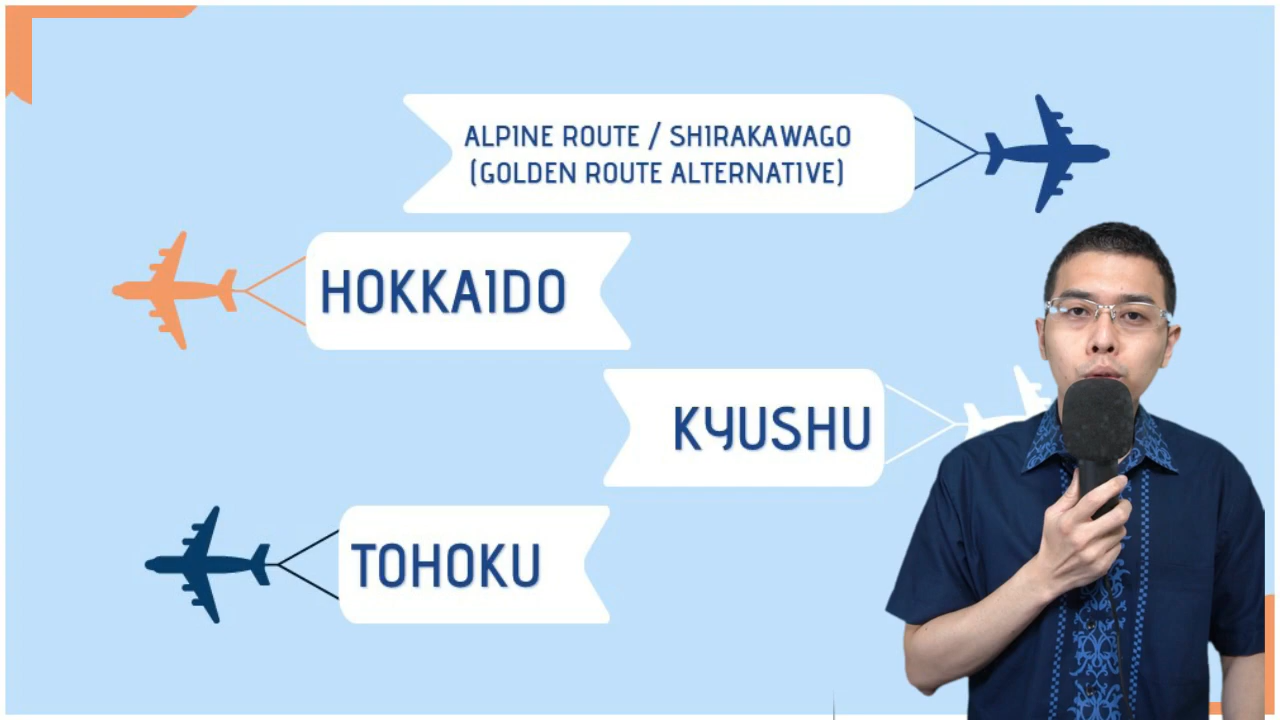 ALPINE ROUTE / SHIRAKAWAGO
(GOLDEN ROUTE ALTERNATIVE)
HOKKAIDO
KYUSHU
TOHOKU